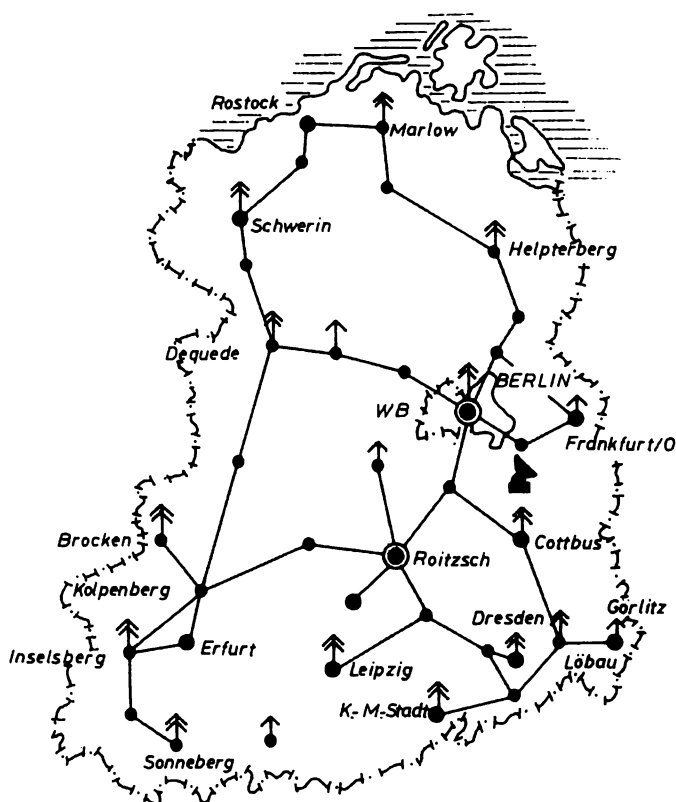 Rostock
Marlow
Schwerin
Helpterberg
Dequede
BERLIN
WB
Frankfurt/O
Brocken
Cottbus
Roitzsch
Kolpenberg
Görlitz
Dresden
Erfurt
Inselsberg
Leipzig
Löbau
K.-M.-Stadt
Sonneberg